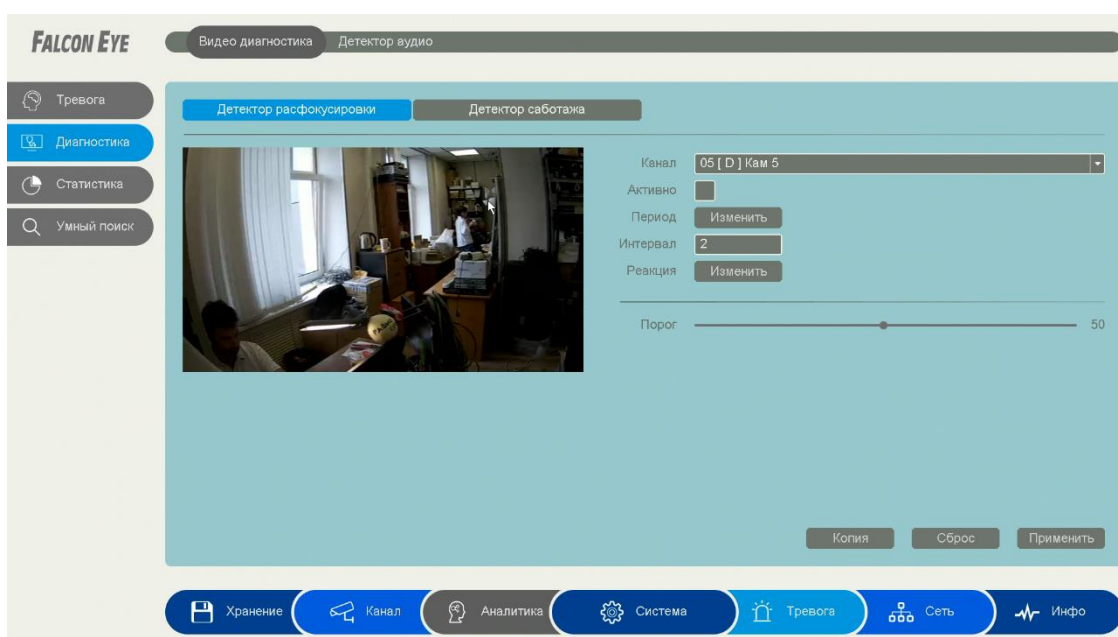 FALCON EYE
Видео диагностика Детектор аудио
Тревога
Диагностика
Статистика
Умный поиск
Детектор расфокусировки Детектор саботажа
Канал 05 [ D ] Кам 5
Активно
Период Изменить
Интервал 2
Реакция Изменить
Порог 50
Копия Сброс Применить
Хранение Канал Аналитика Система Тревога Сеть Инфо